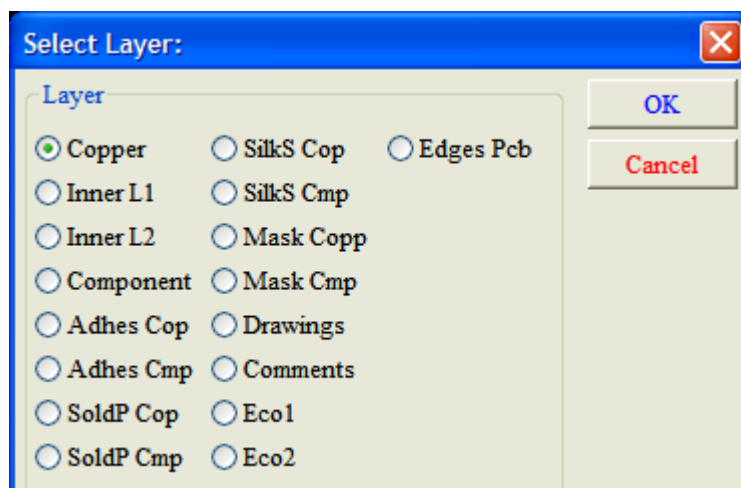 Select Layer:
Layer
OK
Cancel
Copper
Inner L1
Inner L2
Component
Adhes Cop
Adhes Cmp
SoldP Cop
SoldP Cmp
SilkS Cop
SilkS Cmp
Mask Copp
Mask Cmp
Drawings
Comments
Eco1
Eco2
Edges Pcb